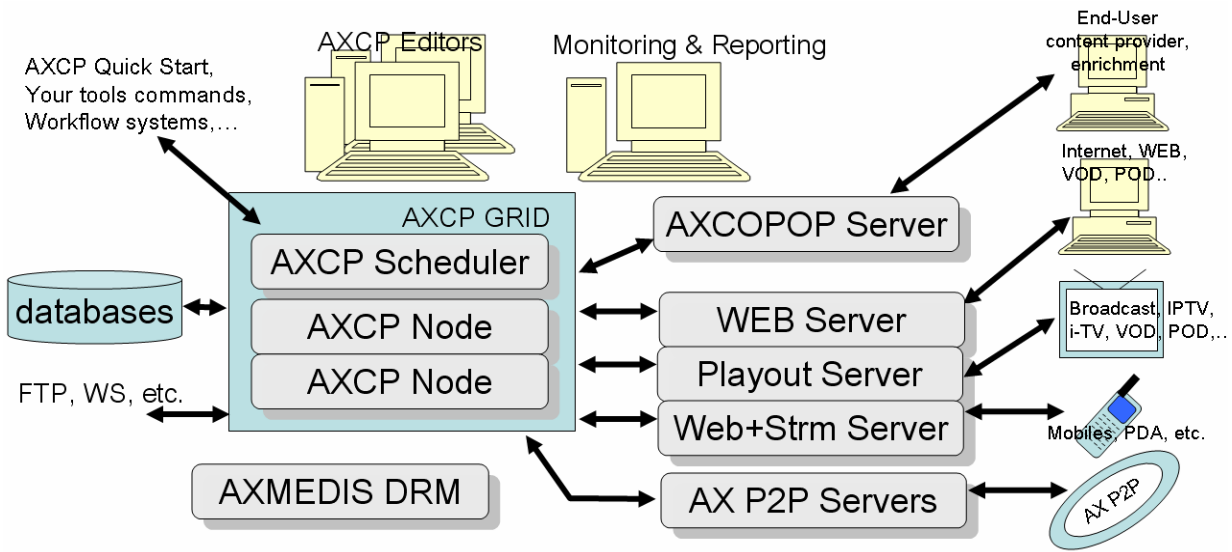 AXCP Quick Start,
Your tools commands,
Workflow systems,...
AXCP Editors
Monitoring & Reporting
End-User
content provider,
enrichment
Internet, WEB,
VOD, POD..
AXCP GRID
AXCP Scheduler
AXCP Node
AXCP Node
databases
FTP, WS, etc.
AXMEDIS DRM
AXCOPOP Server
WEB Server
Playout Server
Web+Strm Server
AX P2P Servers
Broadcast, IPTV,
i-TV, VOD, POD,..
Mobiles, PDA, etc.
AX P2P